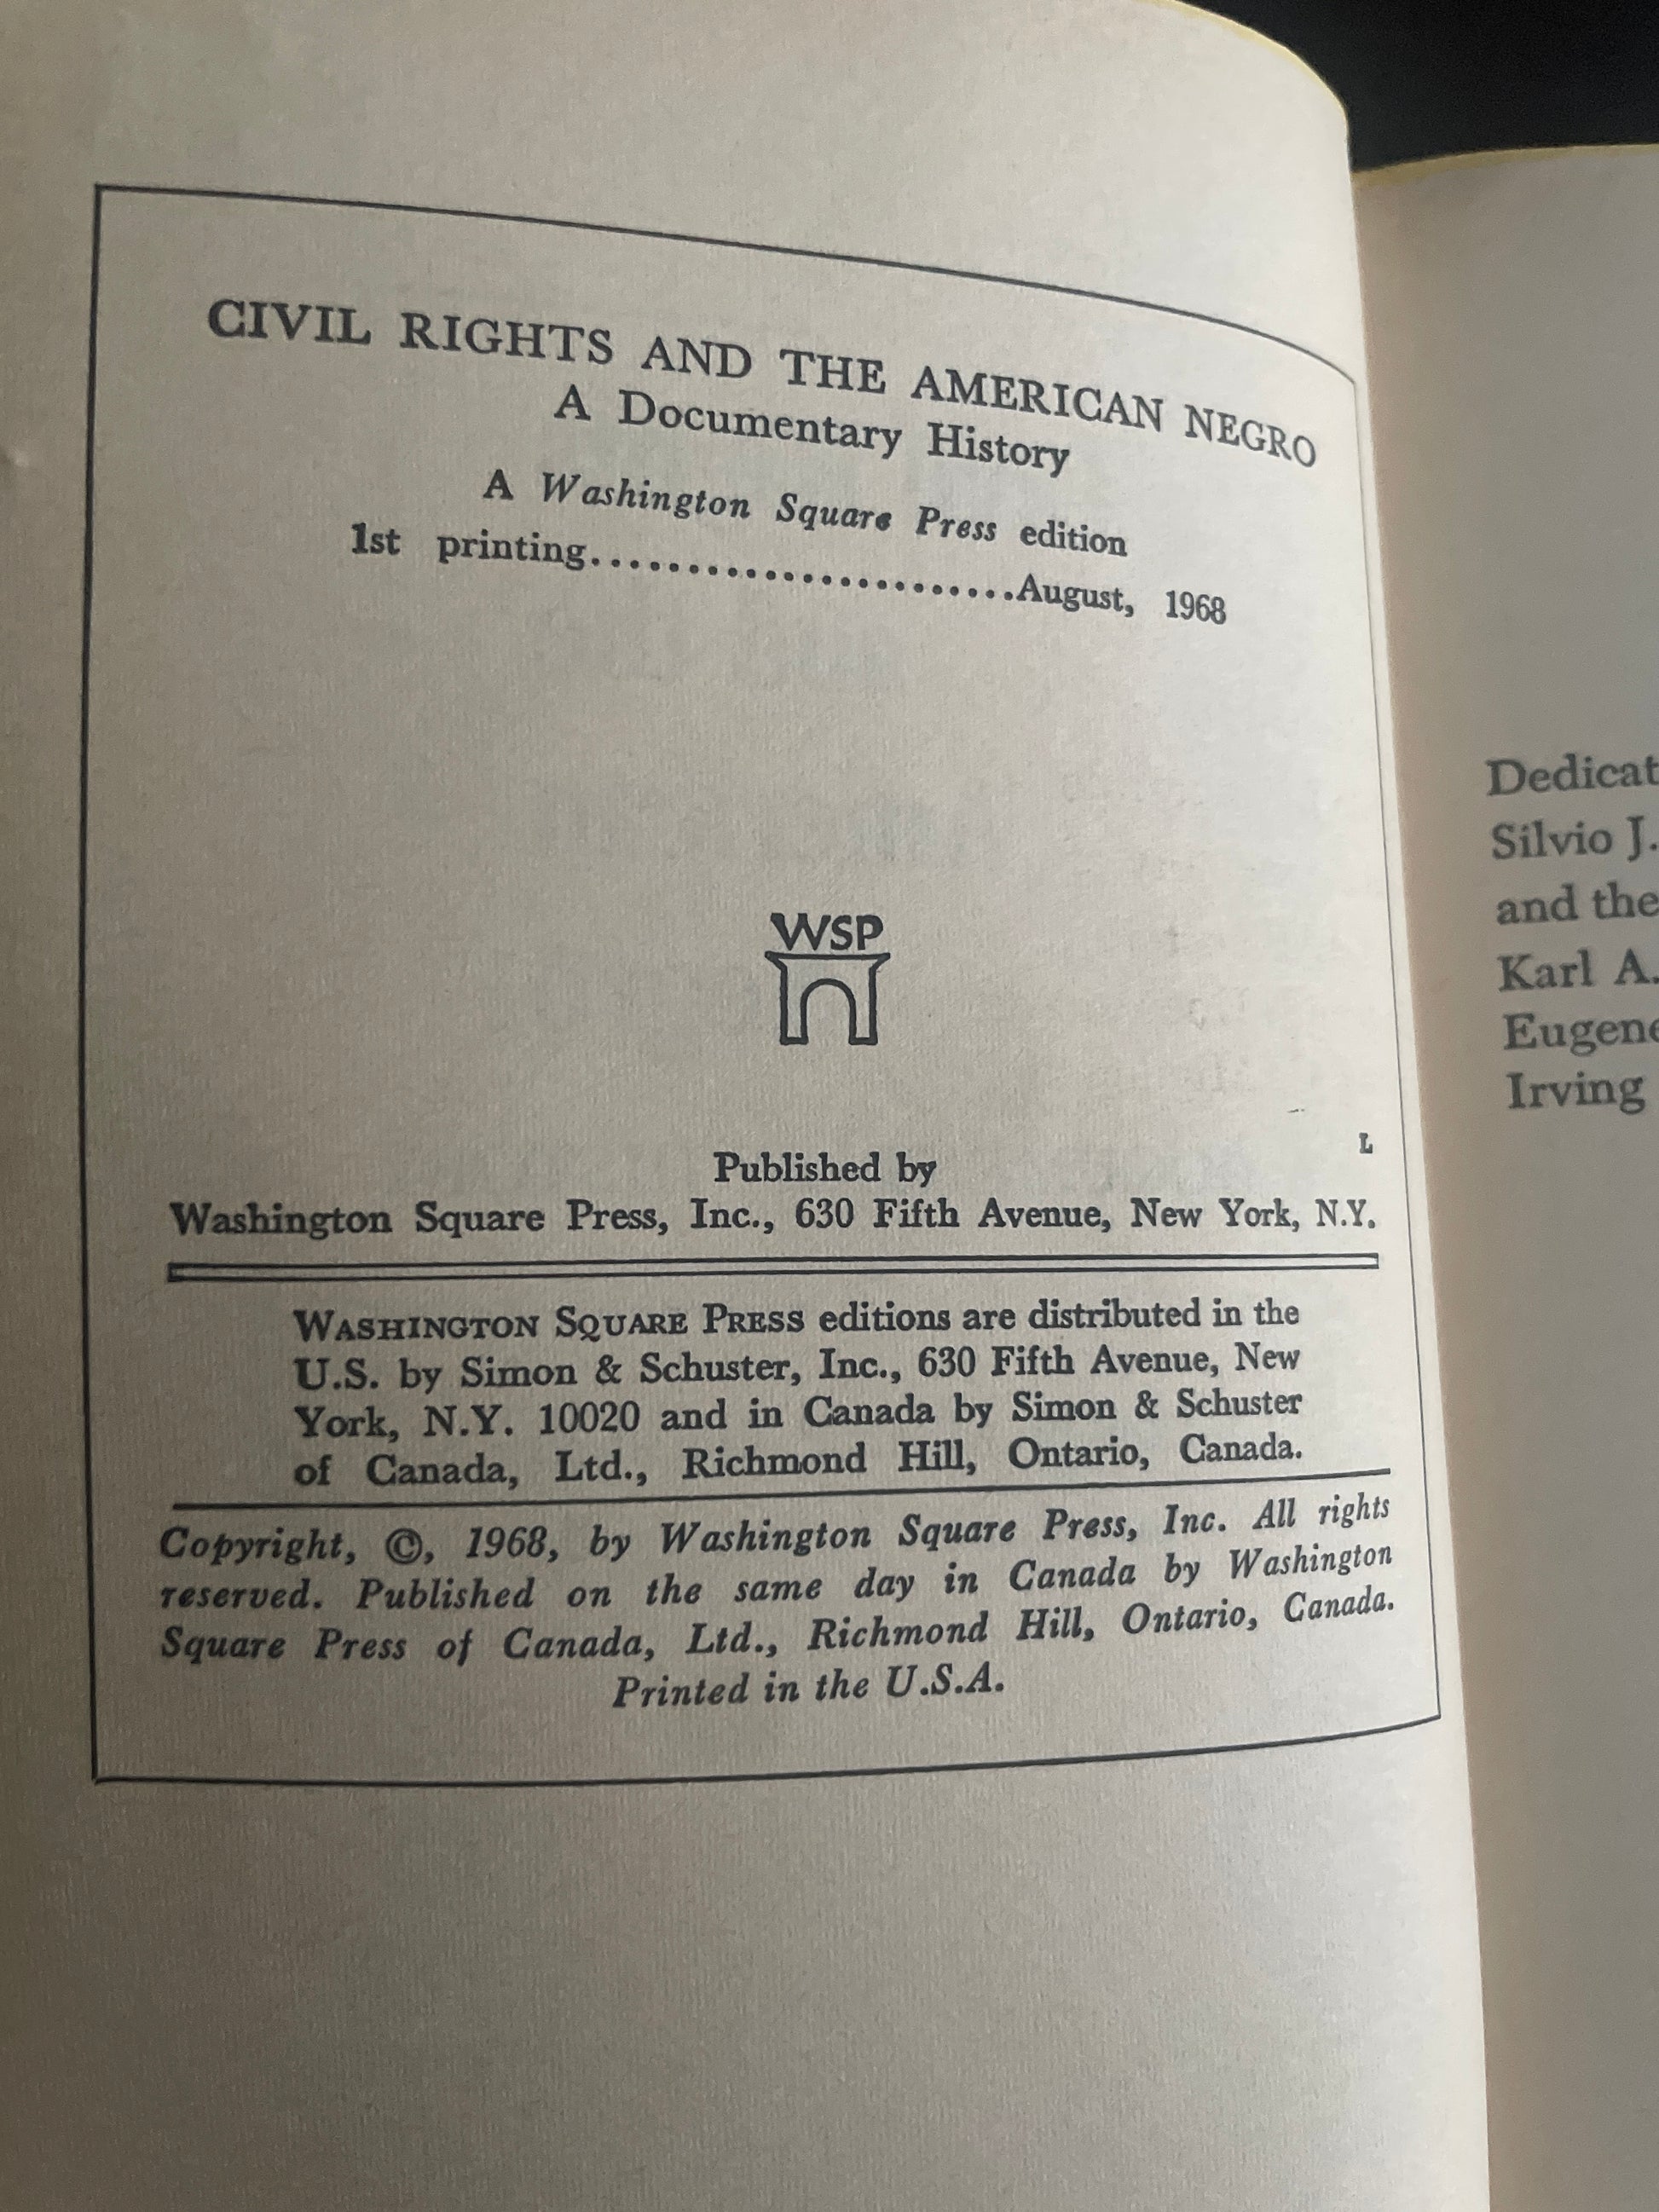 CIVIL RIGHTS AND THE AMERICAN NEGRO
A Documentary History
A Washington Square Press edition
1st printing.......................August, 1968
WSP
L
Published by
Washington Square Press, Inc., 630 Fifth Avenue, New York, N.Y.
WASHINGTON SQUARE PRESS editions are distributed in the
U.S. by Simon & Schuster, Inc., 630 Fifth Avenue, New
York, N.Y. 10020 and in Canada by Simon & Schuster
of Canada, Ltd., Richmond Hill, Ontario, Canada.
Copyright, ©, 1968, by Washington Square Press, Inc. All rights
reserved. Published on the same day in Canada by Washington
Square Press of Canada, Ltd., Richmond Hill, Ontario, Canada.
Printed in the U.S.A.
Dedicat
Silvio J.
and the
Karl A.
Eugene
Irving